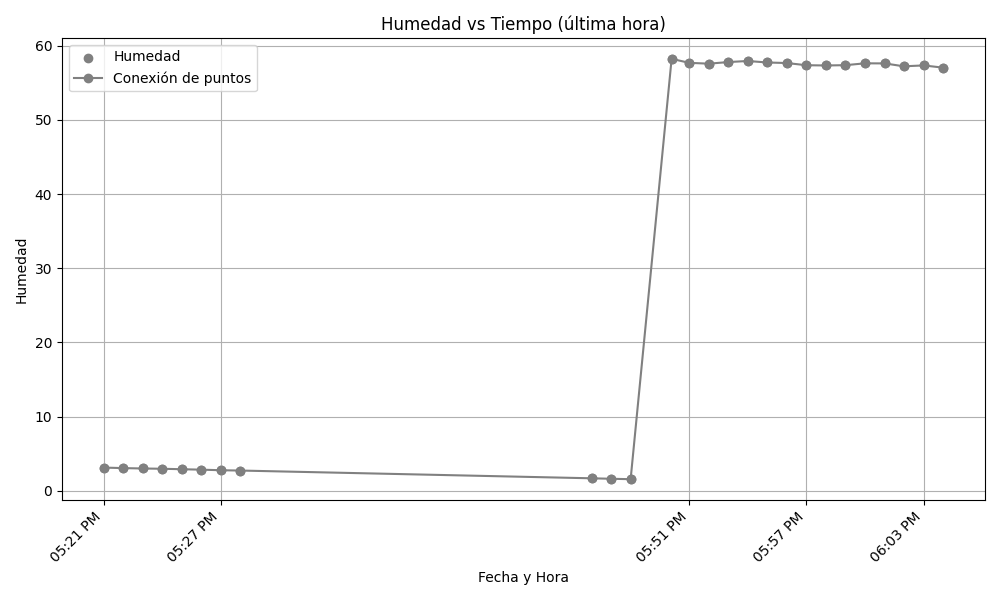 Humedad vs Tiempo (última hora)
Humedad
Conexión de puntos
60
50
40
30
20
10
0
Humedad
05:21 PM
05:27 PM
05:51 PM
05:57 PM
06:03 PM
Fecha y Hora